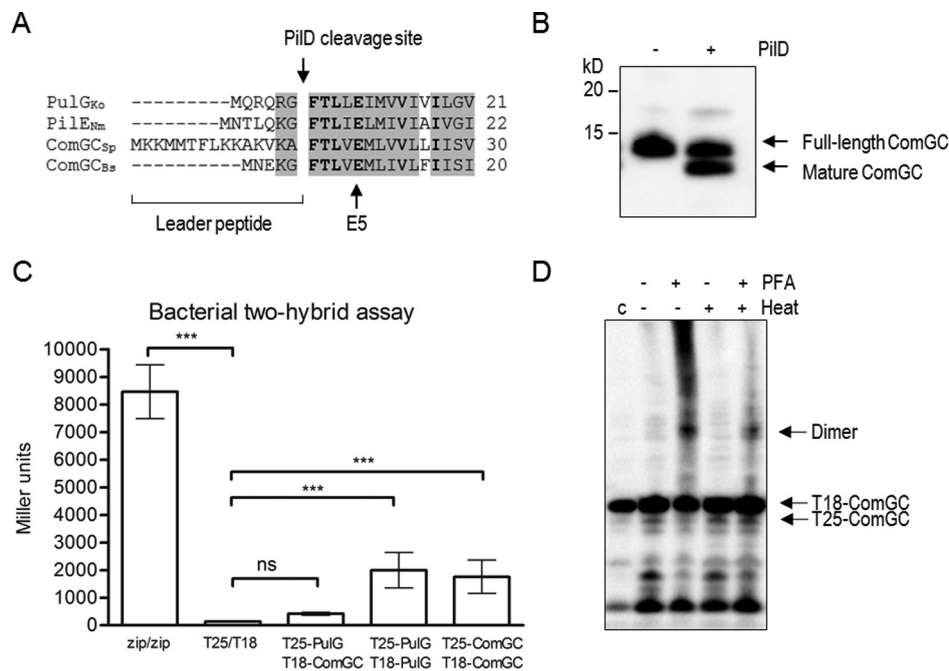 A
PilD cleavage site
PulGKo ----------MQRQRG FTLLEIMVVIVILGV 21
PilENm ---------MNTLQKG FTLIELMIVIAIVGI 22
ComGCSp MKKMMTFLKKAKVKA FTLVEMLVVLLIISV 30
ComGCBs -----------MNEKG FTLVEMLIVLFIISI 20
Leader peptide
E5
B
- + PilD
kD
20
15
Full-length ComGC
Mature ComGC
C
Bacterial two-hybrid assay
Miller units
10000
9000
8000
7000
6000
5000
4000
3000
2000
1000
0
***
***
***
ns
zip/zip T25/T18 T25-PulG T25-PulG T25-ComGC
T18-ComGC T18-PulG T18-ComGC
D
- + - + PFA
c - - + + Heat
Dimer
T18-ComGC
T25-ComGC